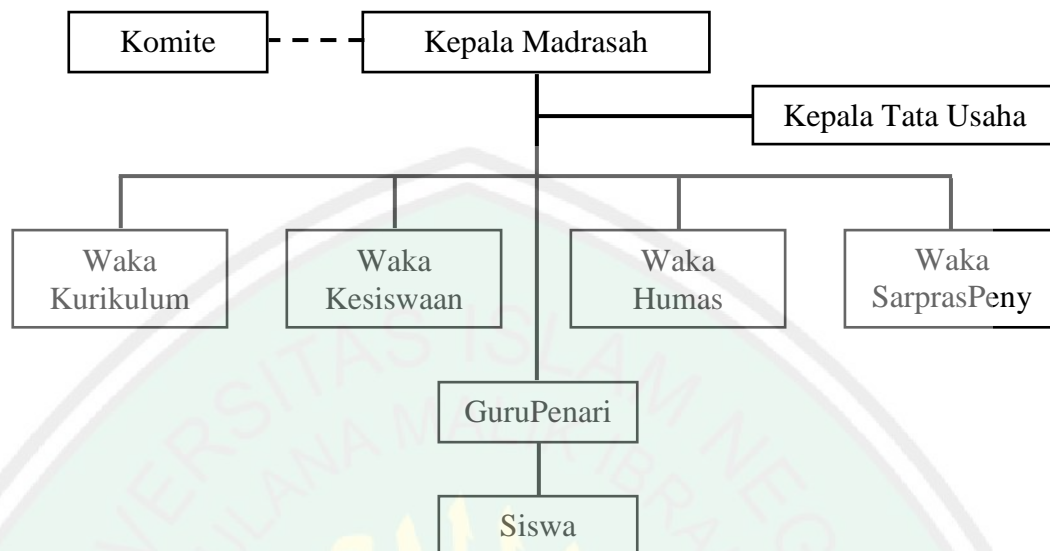 Komite
Kepala Madrasah
Kepala Tata Usaha
Waka
Kurikulum
Waka
Kesiswaan
Waka
Humas
Waka
SarprasPeny
GuruPenari
Siswa